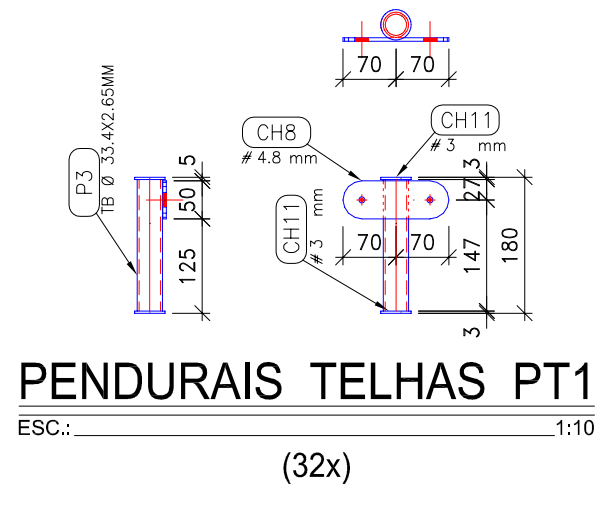 70 70
CH11
# 3 mm
CH8
# 4.8 mm
P3
TB Ø 33.4X2.65MM
5
50
125
CH11
# 3 mm
70 70
3
27
147
3
180
PENDURAIS TELHAS PT1
ESC.: 1:10
(32x)